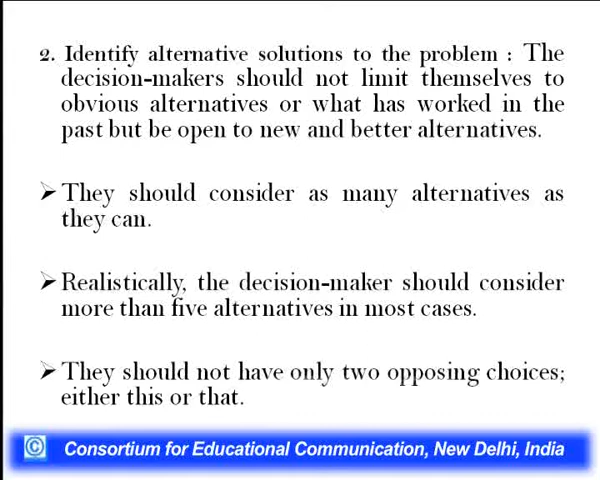 2. Identify alternative solutions to the problem : The
decision-makers should not limit themselves to
obvious alternatives or what has worked in the
past but be open to new and better alternatives.
➢ They should consider as many alternatives as
they can.
➢ Realistically, the decision-maker should consider
more than five alternatives in most cases.
➢ They should not have only two opposing choices;
either this or that.
© Consortium for Educational Communication, New Delhi, India